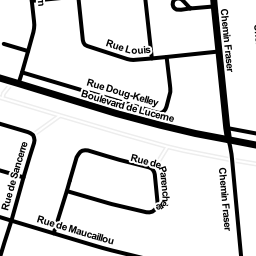 Chemin Fraser
Rue Louis
Rue Doug-Kelley
Boulevard de Lucerne
Rue de Sancerre
Rue de Parenchère
Chemin Fraser
Rue de Maucaillou